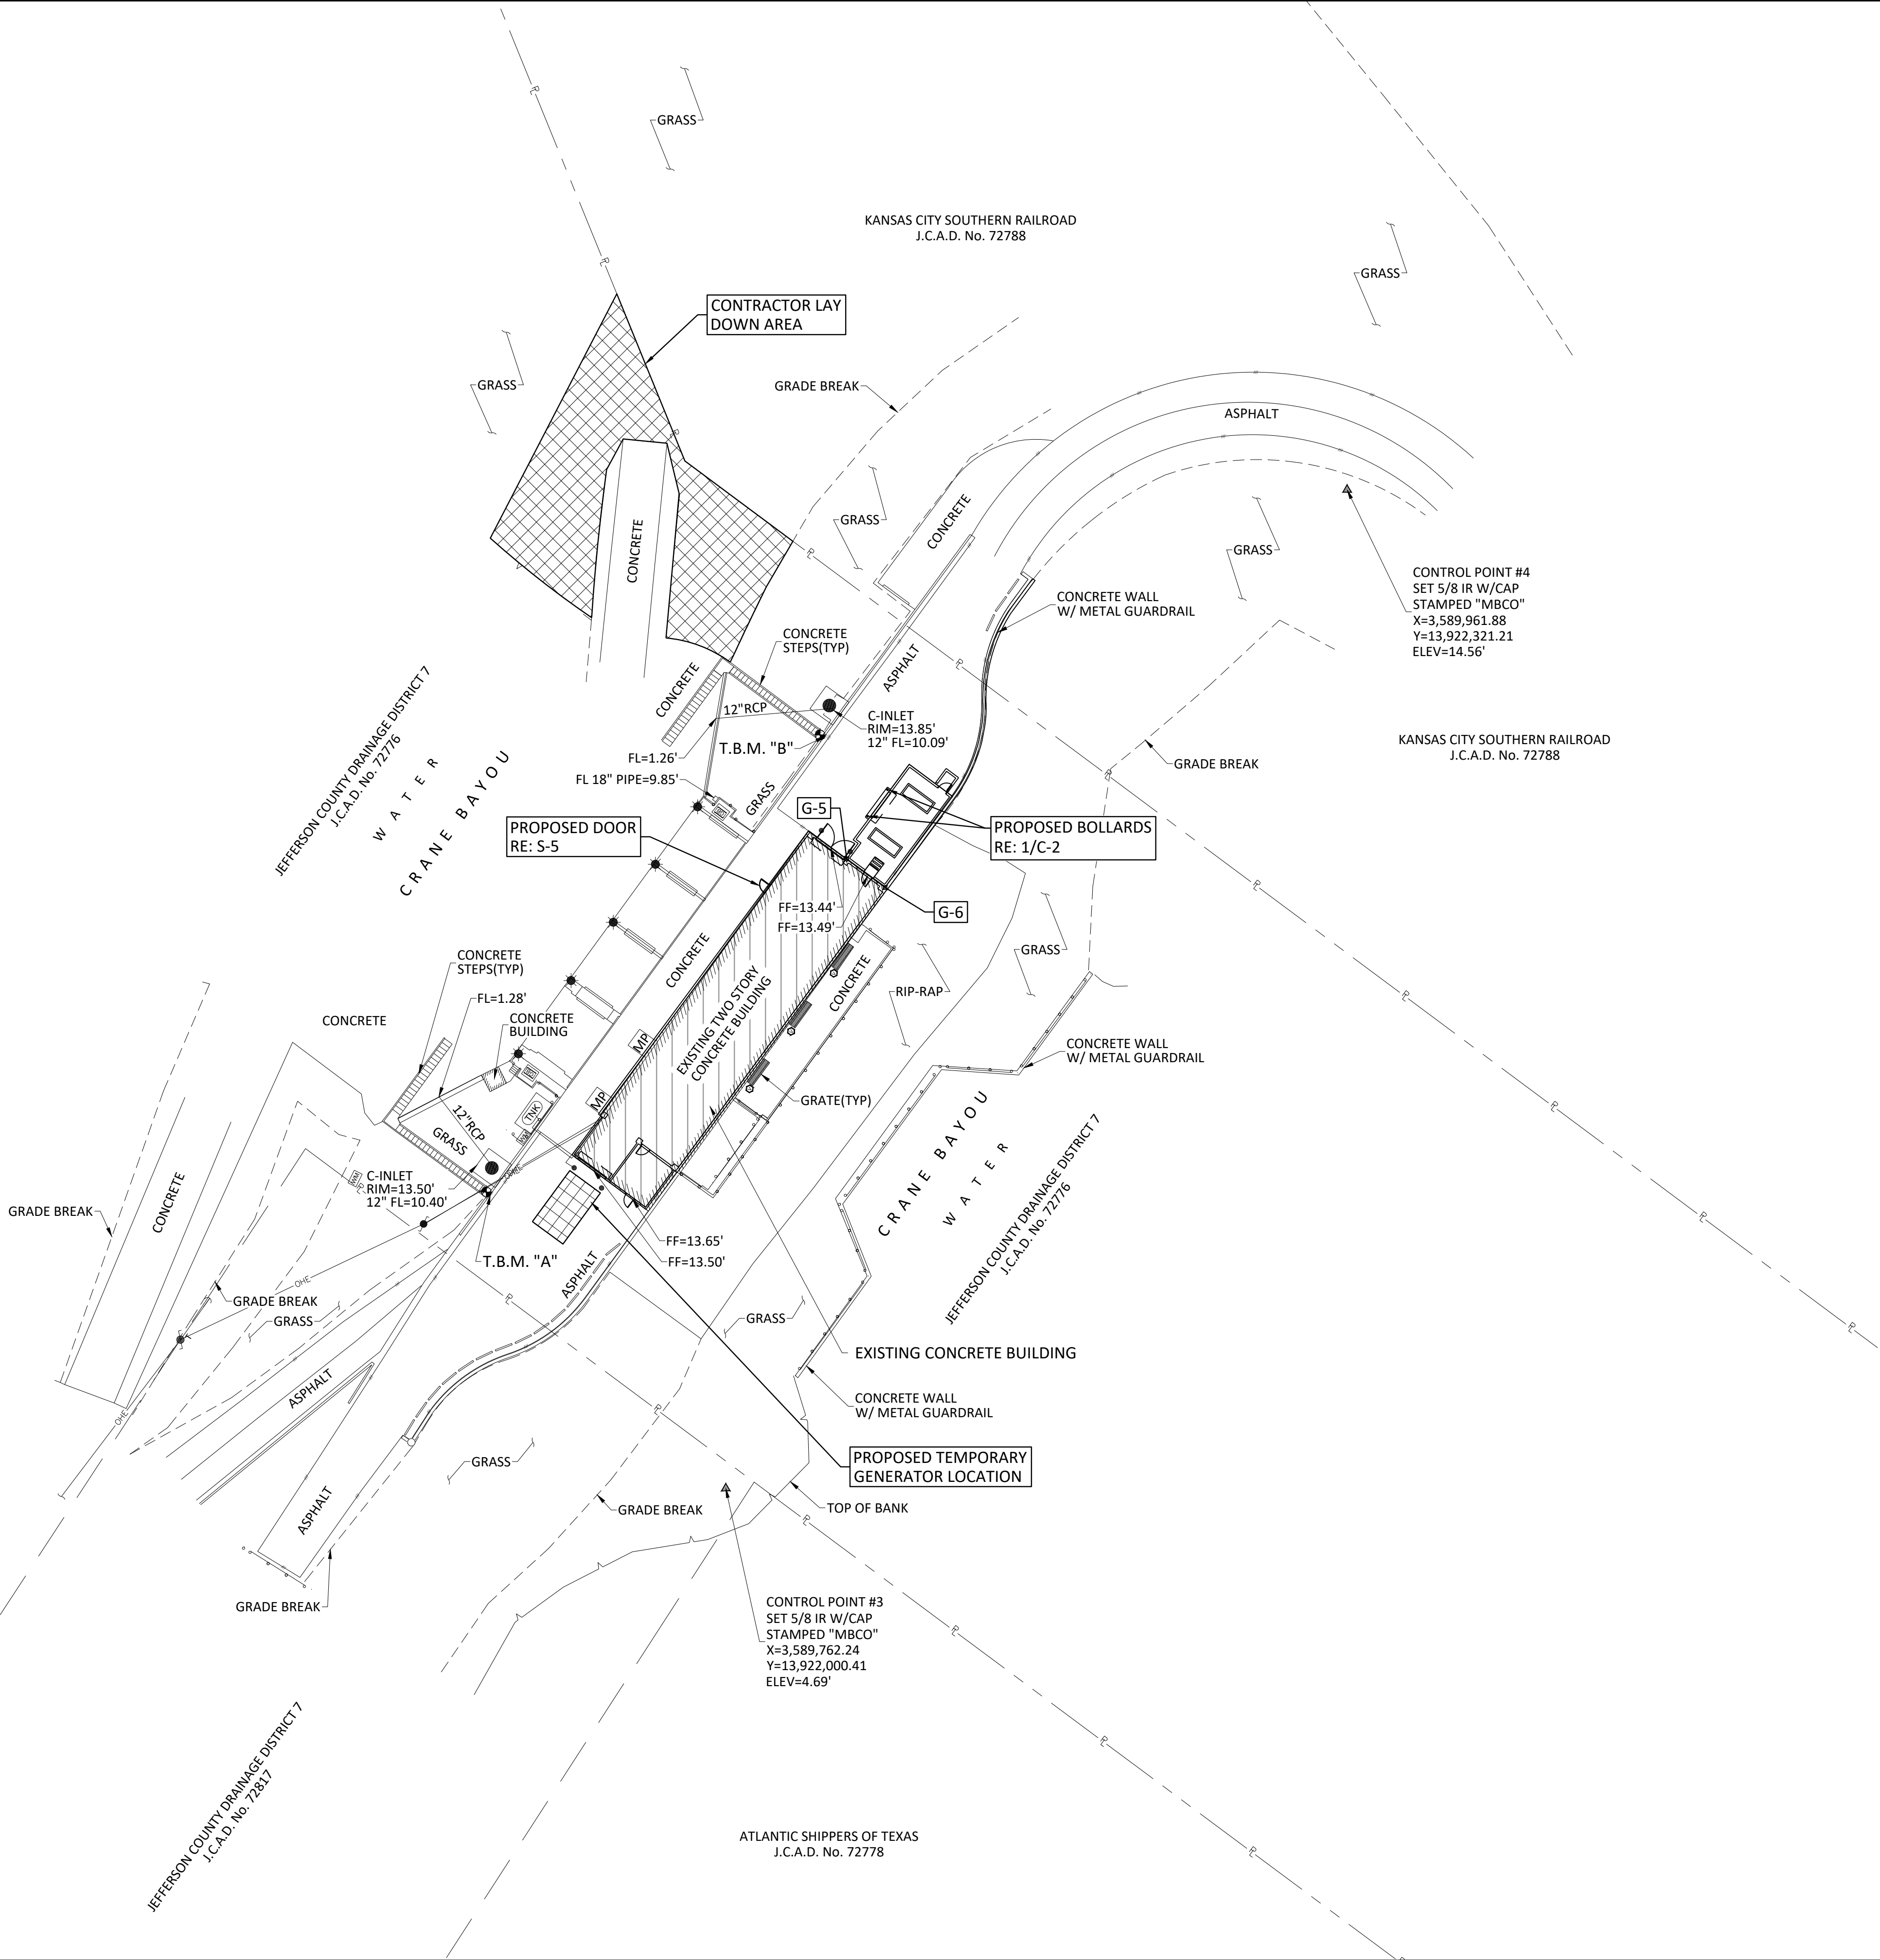 GRASS
KANSAS CITY SOUTHERN RAILROAD
J.C.A.D. No. 72788
GRASS
CONTRACTOR LAY
DOWN AREA
GRASS
GRADE BREAK
ASPHALT
GRASS
CONCRETE
CONCRETE
GRASS
CONTROL POINT #4
SET 5/8 IR W/CAP
STAMPED "MBCO"
X=3,589,961.88
Y=13,922,321.21
ELEV=14.56'
CONCRETE WALL
W/ METAL GUARDRAIL
CONCRETE
STEPS(TYP)
ASPHALT
CONCRETE
12"RCP
C-INLET
RIM=13.85'
12" FL=10.09'
T.B.M. "B"
FL=1.26'
FL 18" PIPE=9.85'
JEFFERSON COUNTY DRAINAGE DISTRICT 7
J.C.A.D. No. 72776
WATER
CRANE BAYOU
KANSAS CITY SOUTHERN RAILROAD
J.C.A.D. No. 72788
GRADE BREAK
GRASS
G-5
PROPOSED DOOR
RE: S-5
PROPOSED BOLLARDS
RE: 1/C-2
FF=13.44'
FF=13.49'
G-6
CONCRETE
CONCRETE
GRASS
RIP-RAP
CONCRETE
STEPS(TYP)
FL=1.28'
CONCRETE
BUILDING
CONCRETE
MP
EXISTING TWO STORY
CONCRETE BUILDING
CONCRETE WALL
W/ METAL GUARDRAIL
GRATE(TYP)
MP
TNK
12"RCP
GRASS
WM
WM
C-INLET
RIM=13.50'
12" FL=10.40'
CRANE BAYOU
WATER
JEFFERSON COUNTY DRAINAGE DISTRICT 7
J.C.A.D. No. 72776
GRADE BREAK
CONCRETE
T.B.M. "A"
FF=13.65'
FF=13.50'
ASPHALT
OHE
GRADE BREAK
GRASS
GRASS
EXISTING CONCRETE BUILDING
ASPHALT
CONCRETE WALL
W/ METAL GUARDRAIL
OHE
GRASS
PROPOSED TEMPORARY
GENERATOR LOCATION
ASPHALT
GRADE BREAK
TOP OF BANK
GRADE BREAK
CONTROL POINT #3
SET 5/8 IR W/CAP
STAMPED "MBCO"
X=3,589,762.24
Y=13,922,000.41
ELEV=4.69'
JEFFERSON COUNTY DRAINAGE DISTRICT 7
J.C.A.D. No. 72817
ATLANTIC SHIPPERS OF TEXAS
J.C.A.D. No. 72778